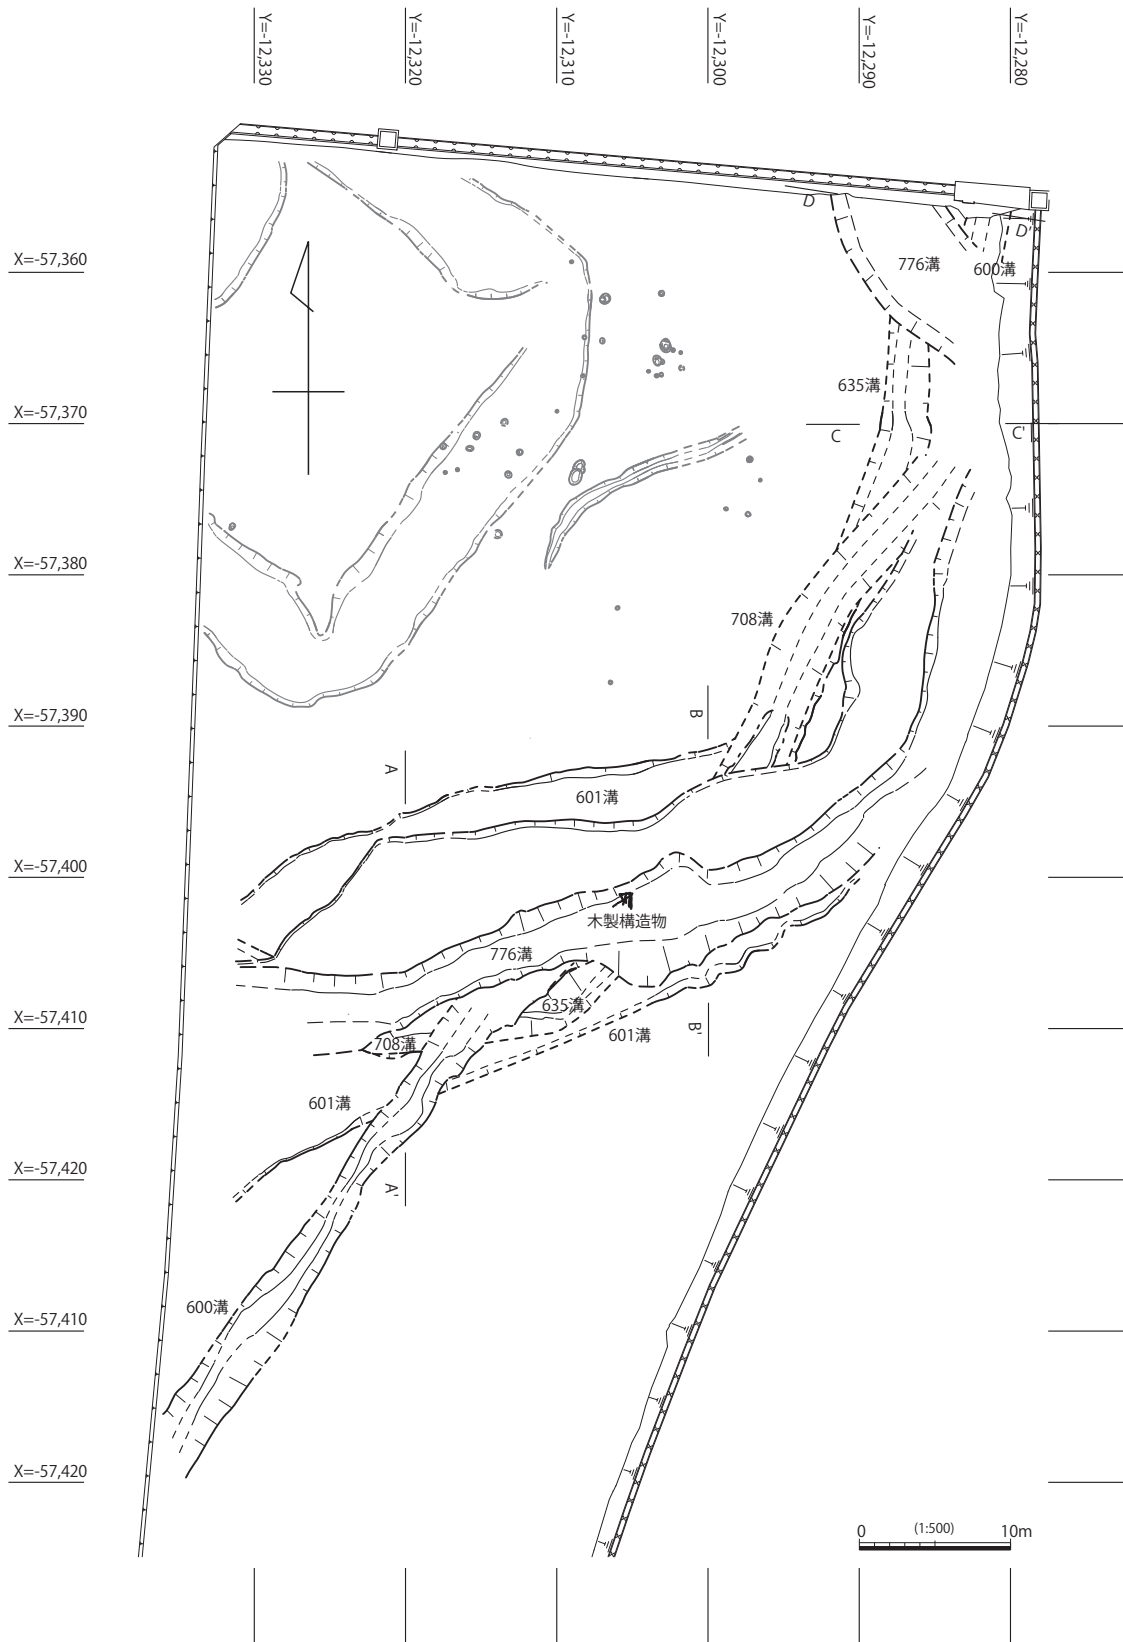 Y=-12,330
Y=-12,320
Y=-12,310
Y=-12,300
Y=-12,290
Y=-12,280
D
D'
X=-57,360
776溝
600溝
635溝
X=-57,370
C
C'
X=-57,380
708溝
X=-57,390
B
A
601溝
X=-57,400
木製構造物
776溝
635溝
X=-57,410
B'
601溝
708溝
601溝
X=-57,420
A'
600溝
X=-57,410
X=-57,420
0 (1:500) 10m